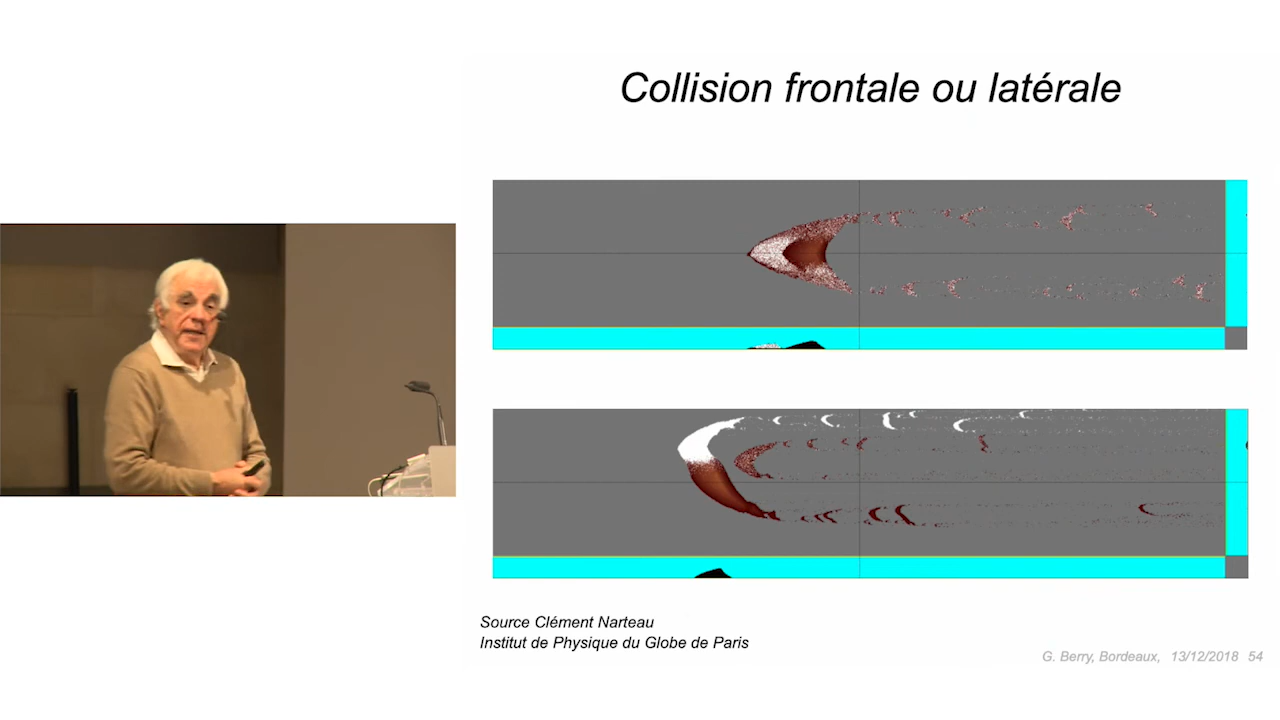 Collision frontale ou latérale
Source Clément Narteau
Institut de Physique du Globe de Paris
G. Berry, Bordeaux, 13/12/2018 54